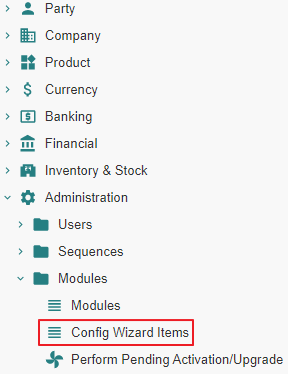 Party
Company
Product
Currency
Banking
Financial
Inventory & Stock
Administration
Users
Sequences
Modules
Modules
Config Wizard Items
Perform Pending Activation/Upgrade